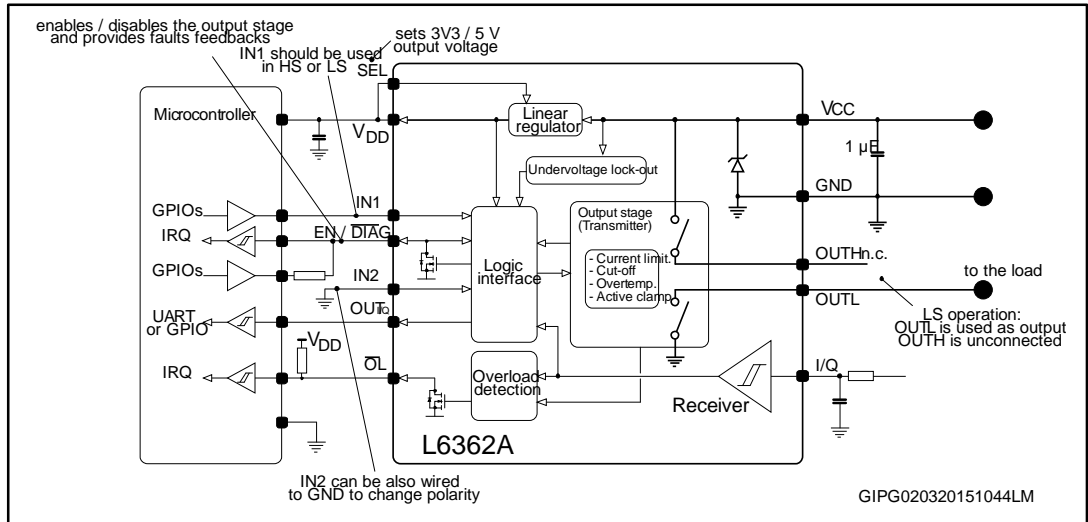 enables / disables the output stage
and provides faults feedbacks
sets 3V3 / 5 V
output voltage
IN1 should be used
in HS or LS
SEL
Microcontroller
VDD
Linear
regulator
VCC
1 µF
Undervoltage lock-out
GND
GPIOs
IN1
IRQ
EN / DIAG
GPIOs
IN2
UART
or GPIO
OUTI/Q
VDD
IRQ
OL
Logic
interface
Output stage
(Transmitter)
- Current limit.
- Cut-off
- Overtemp.
- Active clamp
OUTH n.c.
to the load
OUTL
LS operation:
OUTL is used as output
OUTH is unconnected
Overload
detection
Receiver
I/Q
L6362A
IN2 can be also wired
to GND to change polarity
GIPG020320151044LM